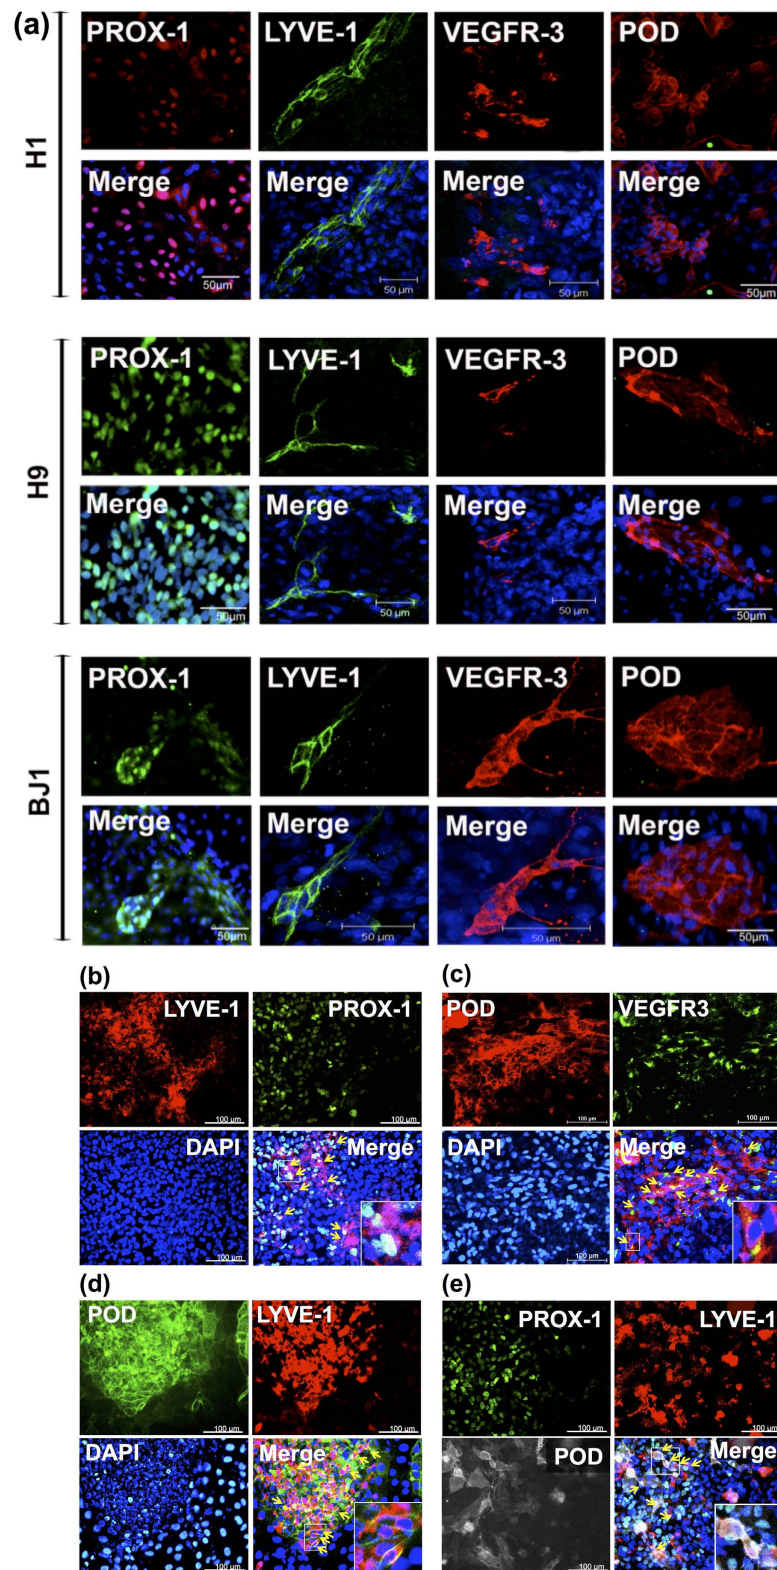 (a)
H1
PROX-1 LYVE-1 VEGFR-3 POD
Merge Merge Merge Merge
50µm 50 µm 50 µm 50µm
H9
PROX-1 LYVE-1 VEGFR-3 POD
Merge Merge Merge Merge
50µm 50 µm 50 µm 50µm
BJ1
PROX-1 LYVE-1 VEGFR-3 POD
Merge Merge Merge Merge
50µm 50 µm 50 µm 50µm
(b)
LYVE-1 PROX-1
100 µm 100 µm
DAPI Merge
100 µm
(c)
POD VEGFR3
100 µm 100 µm
DAPI Merge
100 µm
(d)
POD LYVE-1
100 µm 100 µm
DAPI Merge
100 µm
(e)
PROX-1 LYVE-1
100 µm 100 µm
POD Merge
100 µm